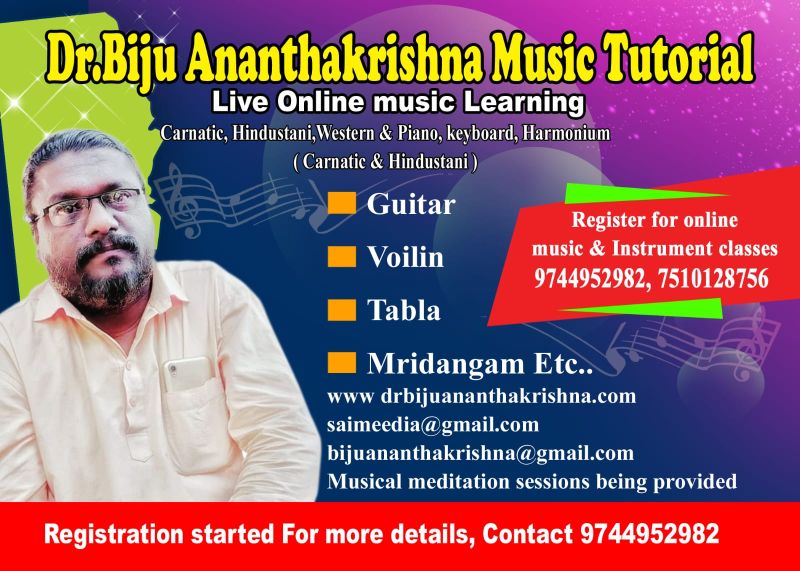 Dr.Biju Ananthakrishna Music Tutorial
Live Online music Learning
Carnatic, Hindustani,Western & Piano, keyboard, Harmonium
( Carnatic & Hindustani )
Guitar
Voilin
Tabla
Mridangam Etc..
Register for online
music & Instrument classes
9744952982, 7510128756
www drbijuananthakrishna.com
saimeedia@gmail.com
bijuananthakrishna@gmail.com
Musical meditation sessions being provided
Registration started For more details, Contact 9744952982